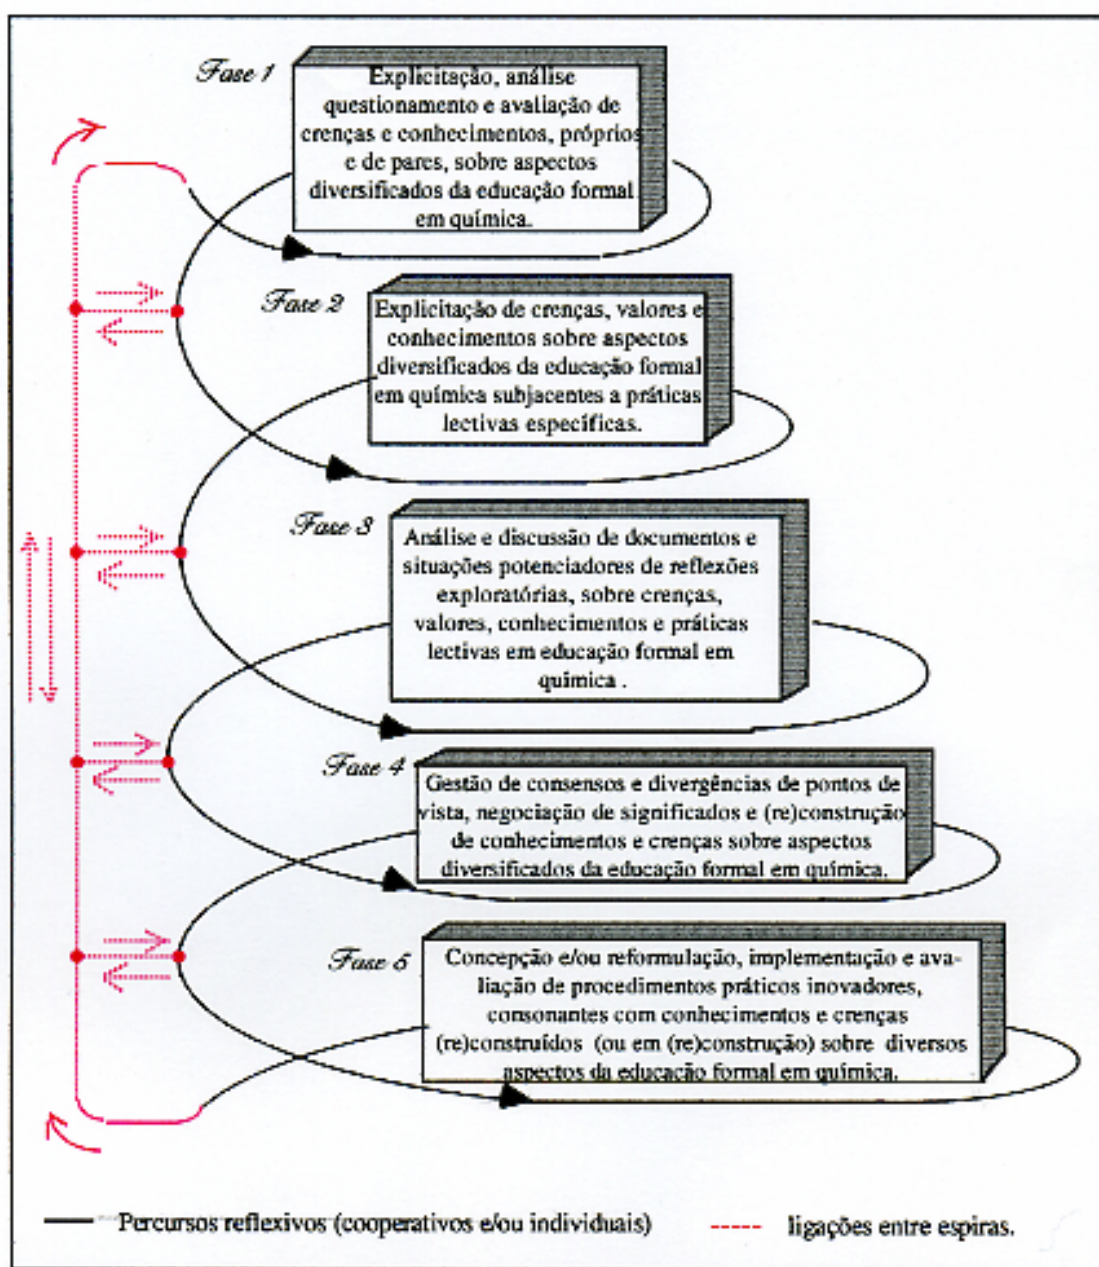 Fase 1
Explicitação, análise
questionamento e avaliação de
crenças e conhecimentos, próprios
e de pares, sobre aspectos
diversificados da educação formal
em química.
Fase 2
Explicitação de crenças, valores e
conhecimentos sobre aspectos
diversificados da educação formal
em química subjacentes a práticas
lectivas específicas.
Fase 3
Análise e discussão de documentos e
situações potenciadores de reflexões
exploratórias, sobre crenças,
valores, conhecimentos e práticas
lectivas em educação formal em
química .
Fase 4
Gestão de consensos e divergências de pontos de
vista, negociação de significados e (re)construção
de conhecimentos e crenças sobre aspectos
diversificados da educação formal em química.
Fase 5
Concepção e/ou reformulação, implementação e ava-
liação de procedimentos práticos inovadores,
consonantes com conhecimentos e crenças
(re)construídos (ou em (re)construção) sobre diversos
aspectos da educação formal em química.
Percursos reflexivos (cooperativos e/ou individuais)
ligações entre espiras.